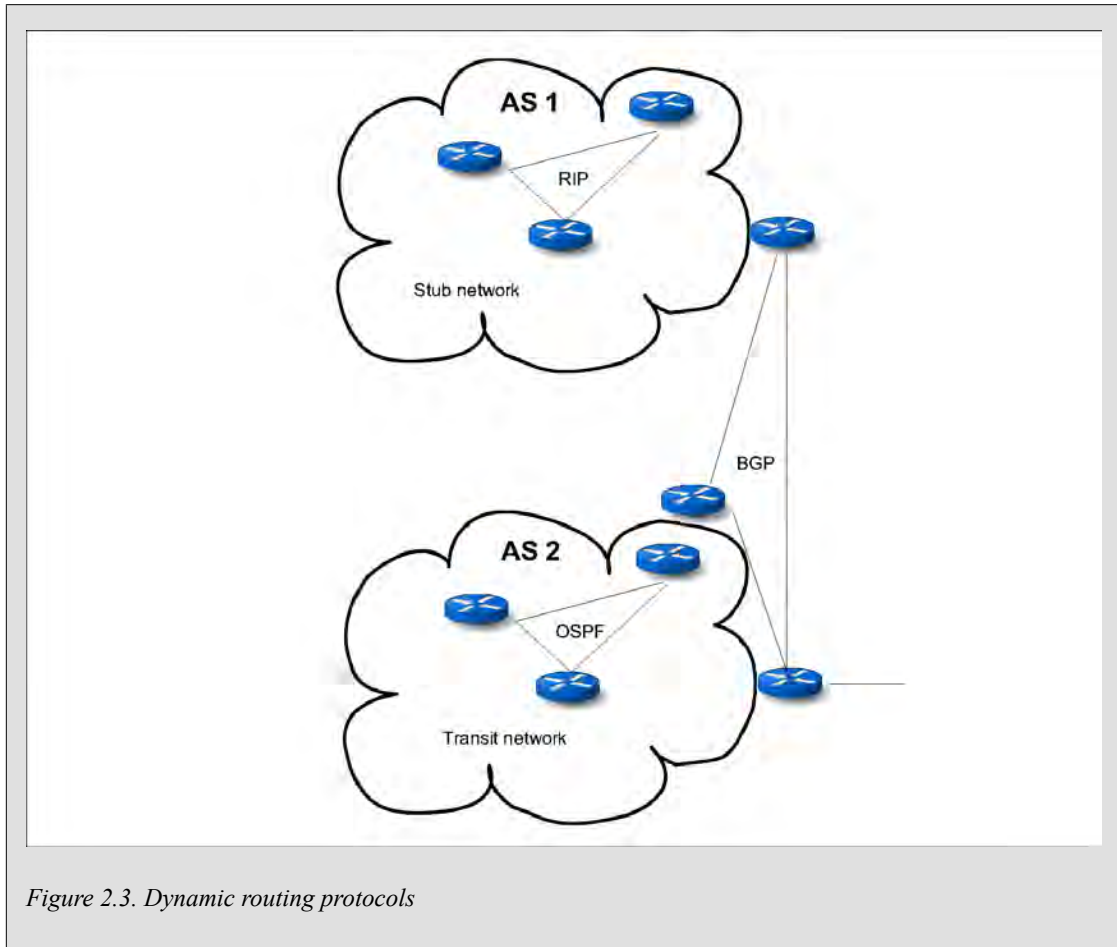 AS 1
RIP
Stub network
BGP
AS 2
OSPF
Transit network
Figure 2.3. Dynamic routing protocols